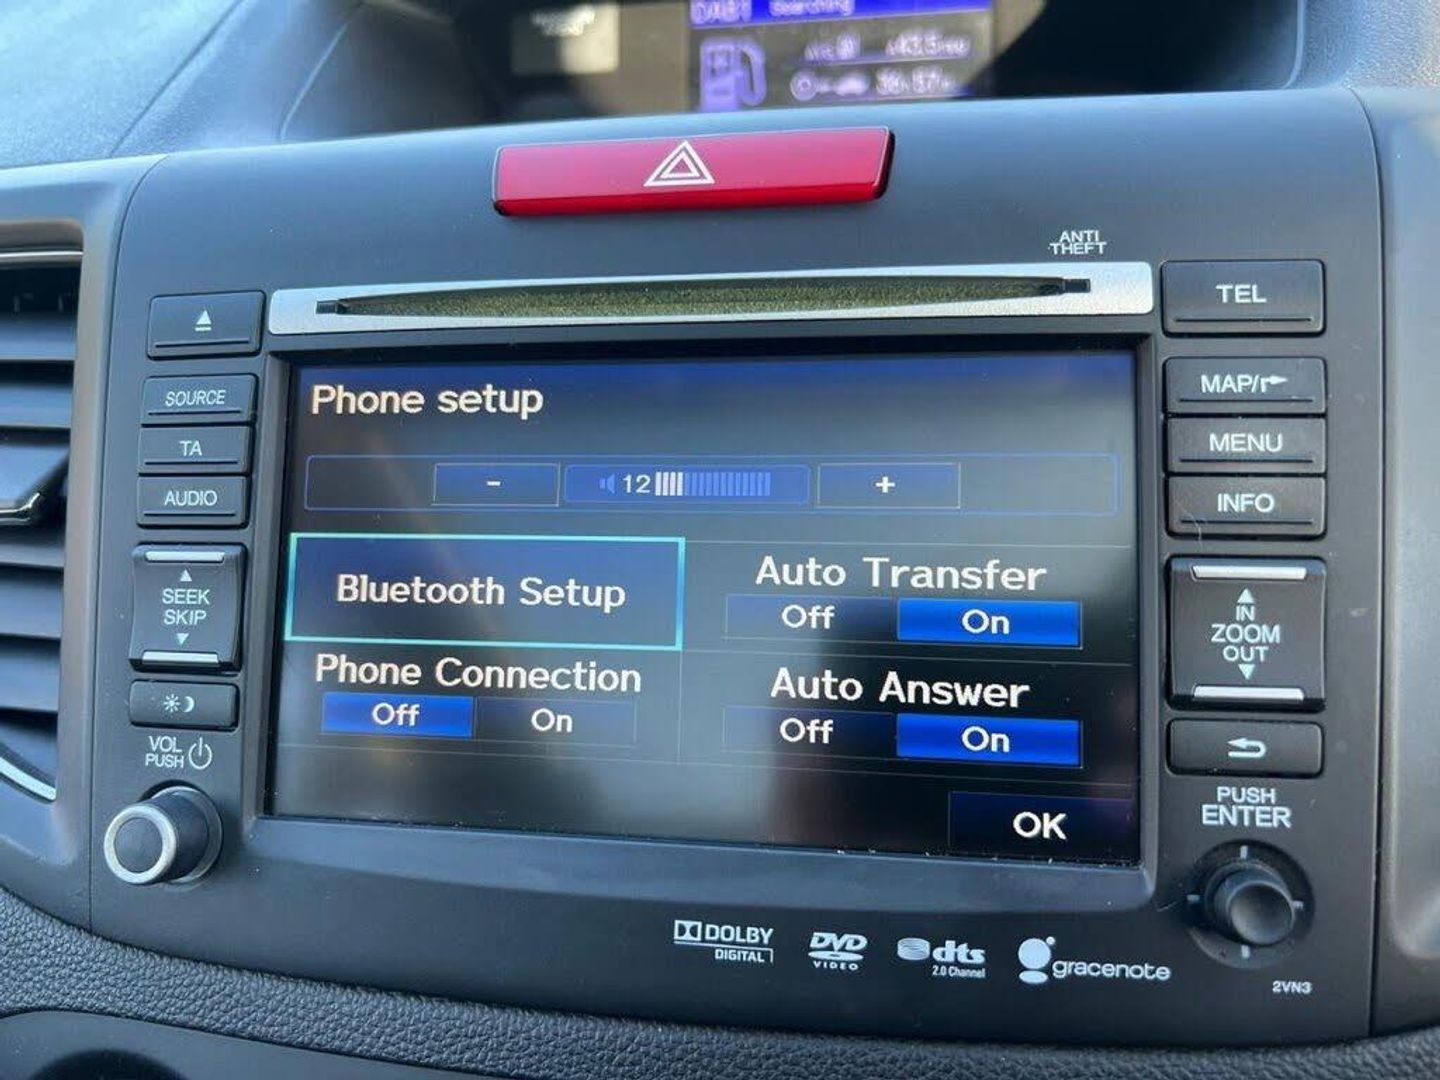 DAB1 Searching
ANTI
THEFT
TEL
SOURCE
TA
AUDIO
SEEK
SKIP
VOL
PUSH
Phone setup
- 12 +
Bluetooth Setup
Auto Transfer
Off On
Phone Connection
Off On
Auto Answer
Off On
OK
MAP/
MENU
INFO
IN
ZOOM
OUT
PUSH
ENTER
DOLBY
DIGITAL
DVD
VIDEO
dts
2.0 Channel
gracenote
2VN3